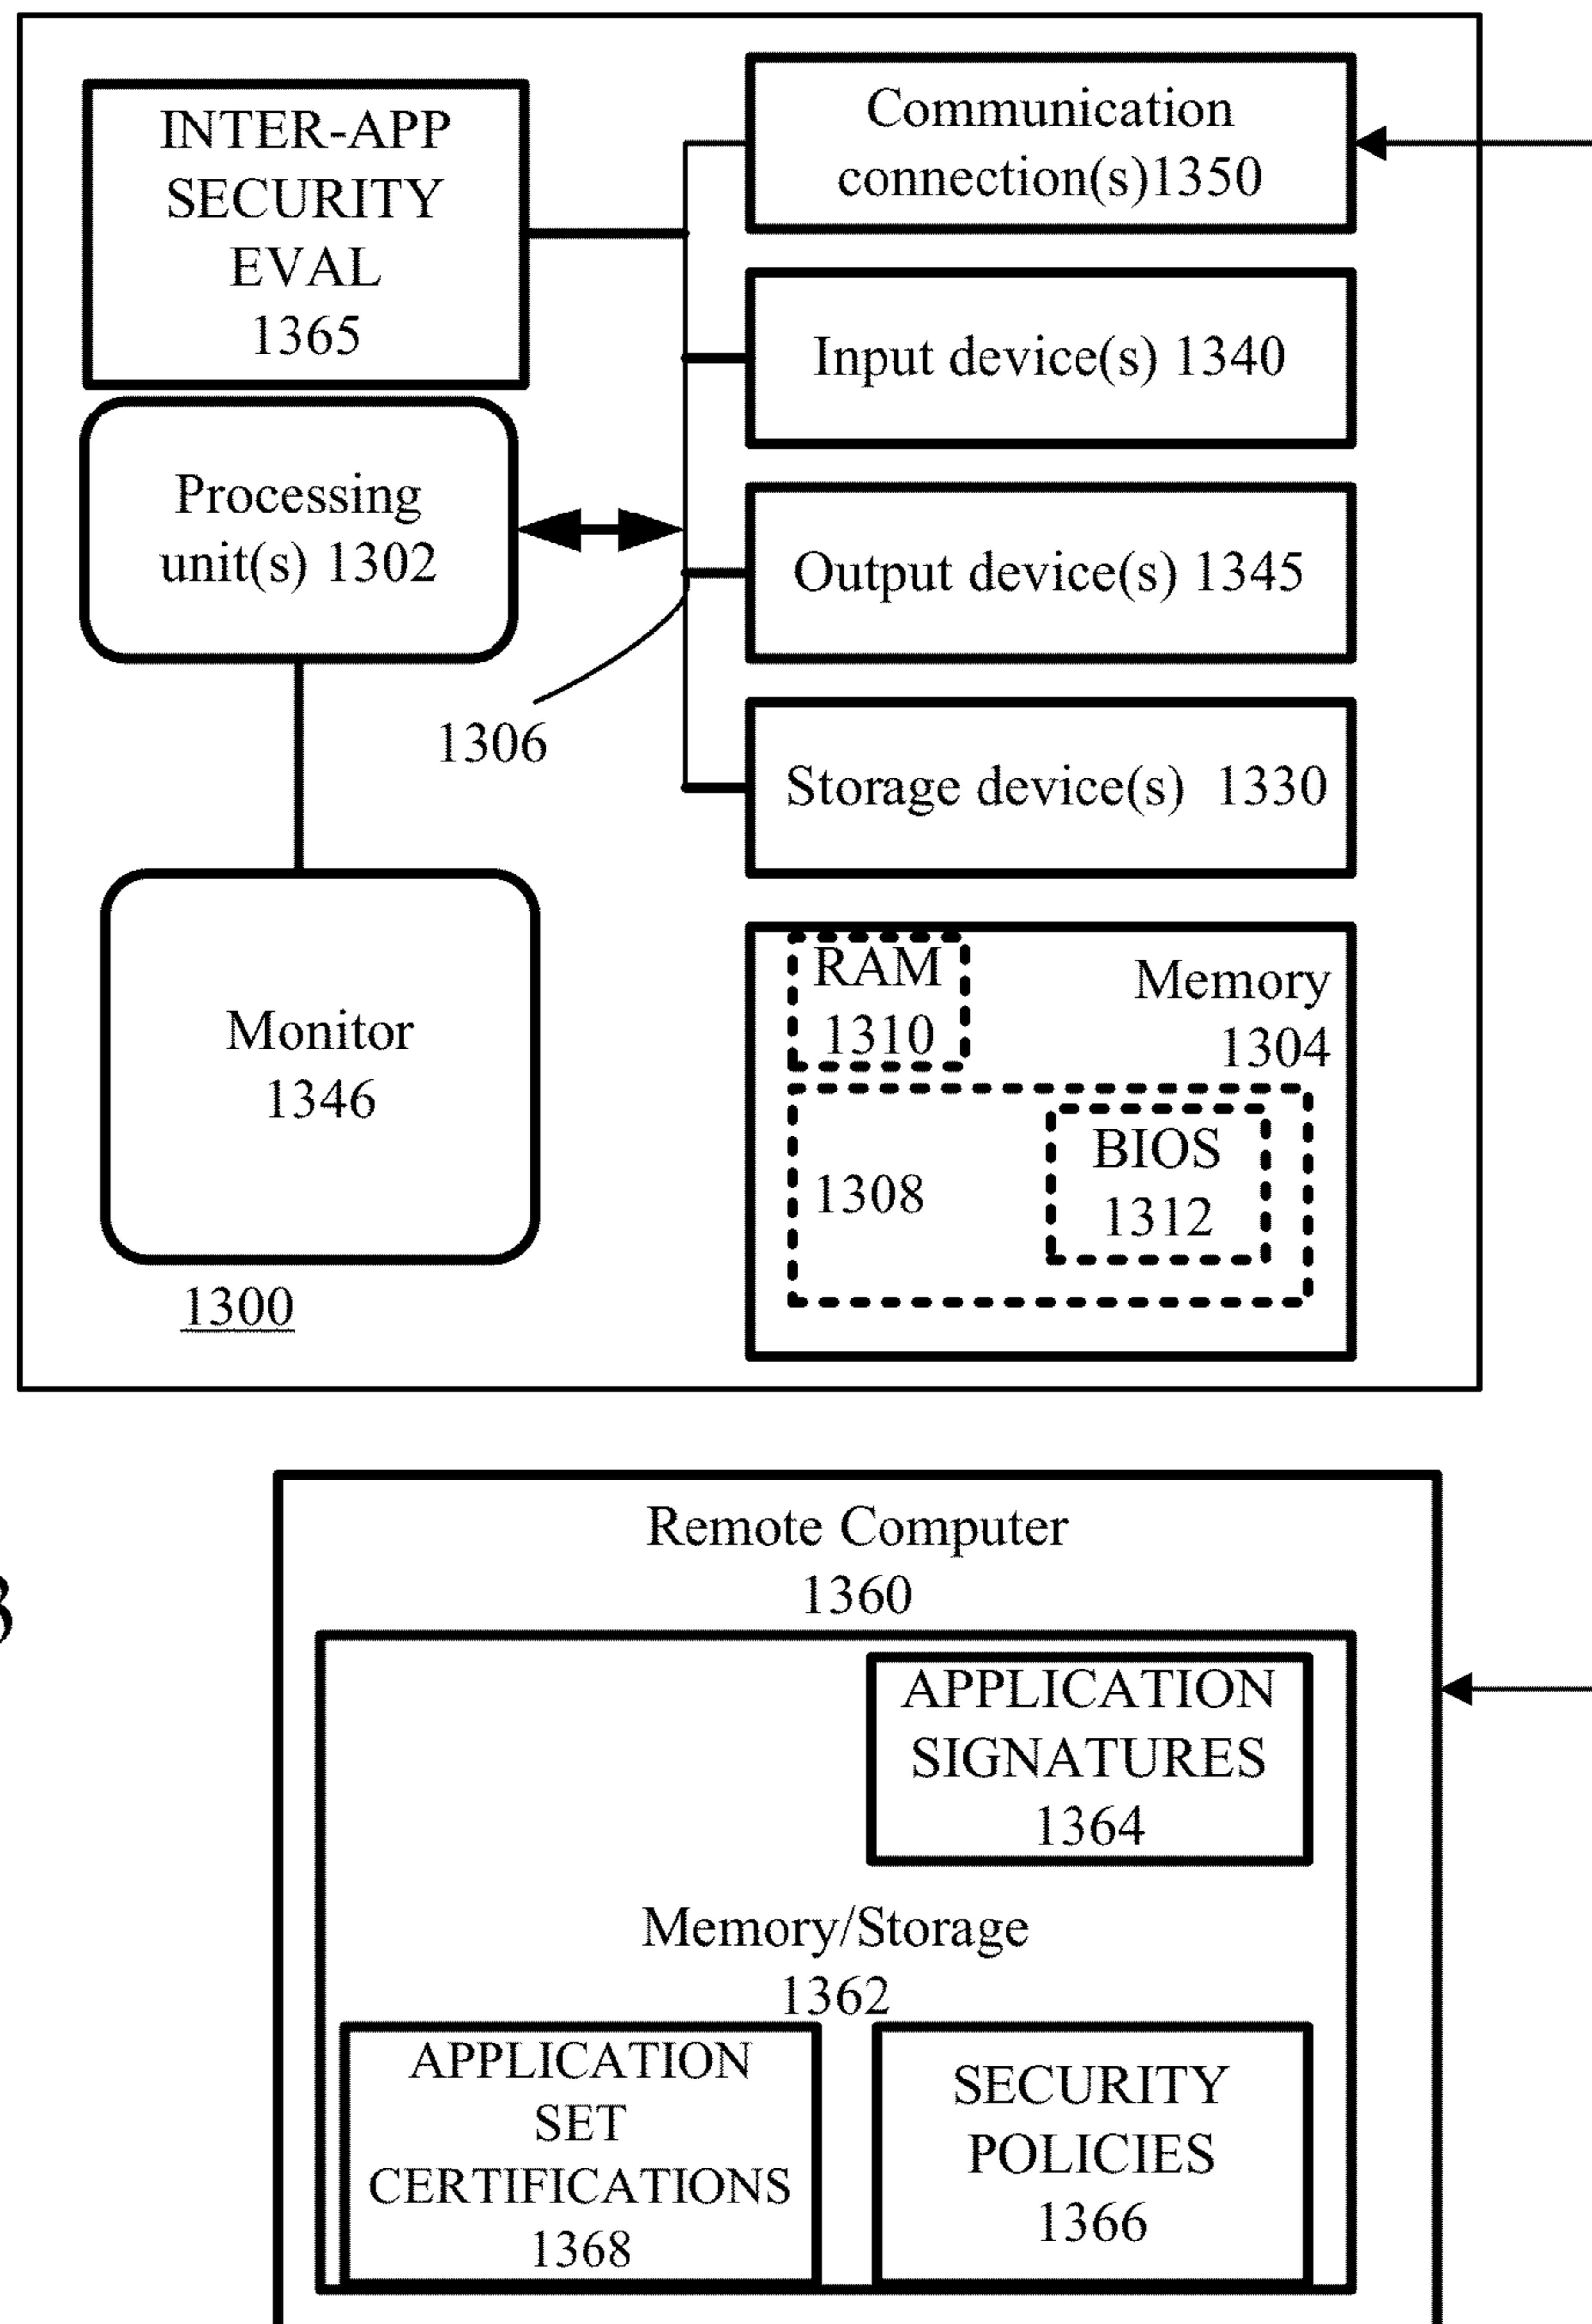 INTER-APP
SECURITY
EVAL
1365
Communication
connection(s)1350
Input device(s) 1340
Processing
unit(s) 1302
Output device(s) 1345
1306
Storage device(s) 1330
Monitor
1346
RAM
1310
Memory
1304
1308
BIOS
1312
1300
Remote Computer
1360
APPLICATION
SIGNATURES
1364
Memory/Storage
1362
APPLICATION
SET
CERTIFICATIONS
1368
SECURITY
POLICIES
1366